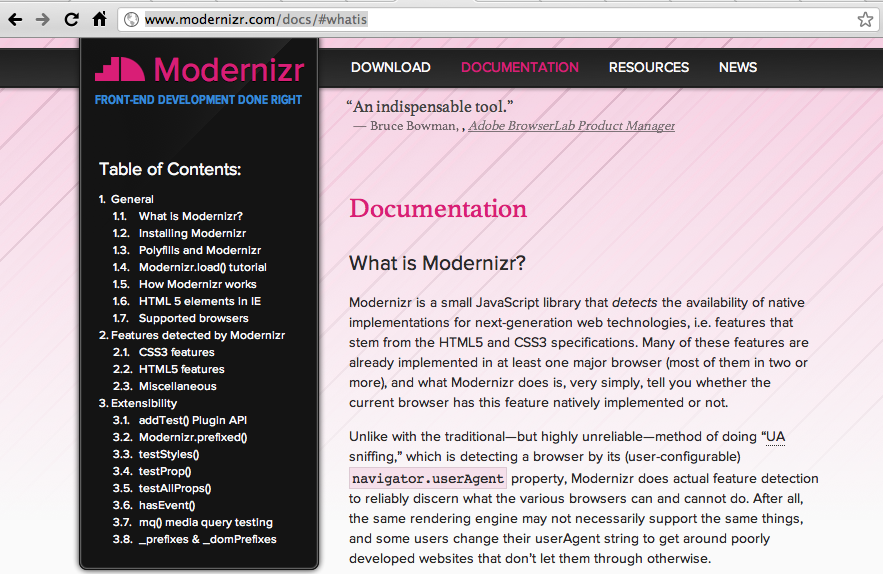 www.modernizr.com/docs/#whatis
Modernizr
FRONT-END DEVELOPMENT DONE RIGHT
DOWNLOAD DOCUMENTATION RESOURCES NEWS
“An indispensable tool.”
— Bruce Bowman, , Adobe BrowserLab Product Manager
Table of Contents:
1. General
1.1. What is Modernizr?
1.2. Installing Modernizr
1.3. Polyfills and Modernizr
1.4. Modernizr.load() tutorial
1.5. How Modernizr works
1.6. HTML 5 elements in IE
1.7. Supported browsers
2. Features detected by Modernizr
2.1. CSS3 features
2.2. HTML5 features
2.3. Miscellaneous
3. Extensibility
3.1. addTest() Plugin API
3.2. Modernizr.prefixed()
3.3. testStyles()
3.4. testProp()
3.5. testAllProps()
3.6. hasEvent()
3.7. mq() media query testing
3.8. _prefixes & _domPrefixes
Documentation
What is Modernizr?
Modernizr is a small JavaScript library that detects the availability of native
implementations for next-generation web technologies, i.e. features that
stem from the HTML5 and CSS3 specifications. Many of these features are
already implemented in at least one major browser (most of them in two or
more), and what Modernizr does is, very simply, tell you whether the
current browser has this feature natively implemented or not.
Unlike with the traditional—but highly unreliable—method of doing “UA
sniffing,” which is detecting a browser by its (user-configurable)
navigator.userAgent property, Modernizr does actual feature detection
to reliably discern what the various browsers can and cannot do. After all,
the same rendering engine may not necessarily support the same things,
and some users change their userAgent string to get around poorly
developed websites that don’t let them through otherwise.